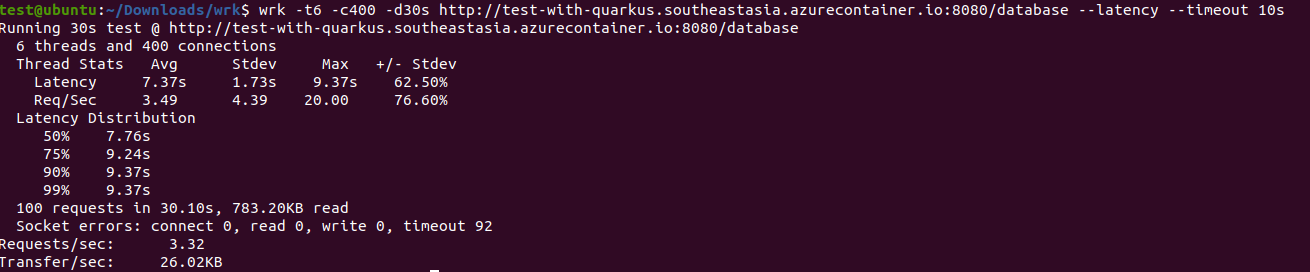 test@ubuntu:~/Downloads/wrk$ wrk -t6 -c400 -d30s http://test-with-quarkus.southeastasia.azurecontainer.io:8080/database --latency --timeout 10s
Running 30s test @ http://test-with-quarkus.southeastasia.azurecontainer.io:8080/database
  6 threads and 400 connections
  Thread Stats   Avg      Stdev     Max   +/- Stdev
    Latency     7.37s     1.73s    9.37s    62.50%
    Req/Sec     3.49      4.39    20.00     76.60%
  Latency Distribution
     50%    7.76s
     75%    9.24s
     90%    9.37s
     99%    9.37s
  100 requests in 30.10s, 783.20KB read
  Socket errors: connect 0, read 0, write 0, timeout 92
Requests/sec:      3.32
Transfer/sec:     26.02KB